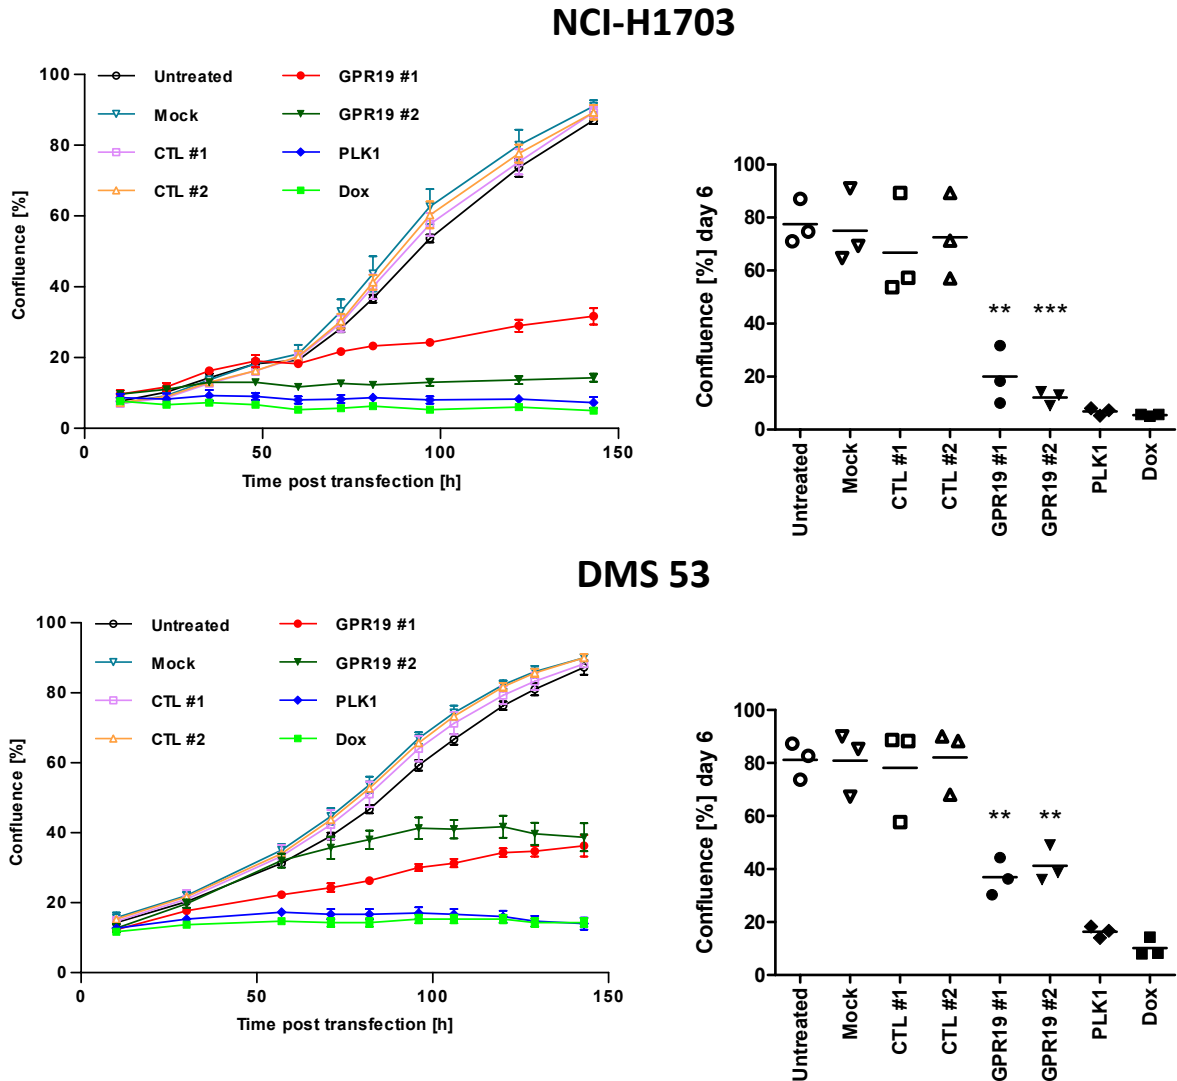 NCI-H1703
Untreated
Mock
CTL #1
CTL #2
GPR19 #1
GPR19 #2
PLK1
Dox
100
80
60
40
20
0
Confluence [%]
0 50 100 150
Time post transfection [h]
100
80
60
40
20
0
Confluence [%] day 6
** ***
Untreated
Mock
CTL #1
CTL #2
GPR19 #1
GPR19 #2
PLK1
Dox
DMS 53
Untreated
Mock
CTL #1
CTL #2
GPR19 #1
GPR19 #2
PLK1
Dox
100
80
60
40
20
0
Confluence [%]
0 50 100 150
Time post transfection [h]
100
80
60
40
20
0
Confluence [%] day 6
** **
Untreated
Mock
CTL #1
CTL #2
GPR19 #1
GPR19 #2
PLK1
Dox